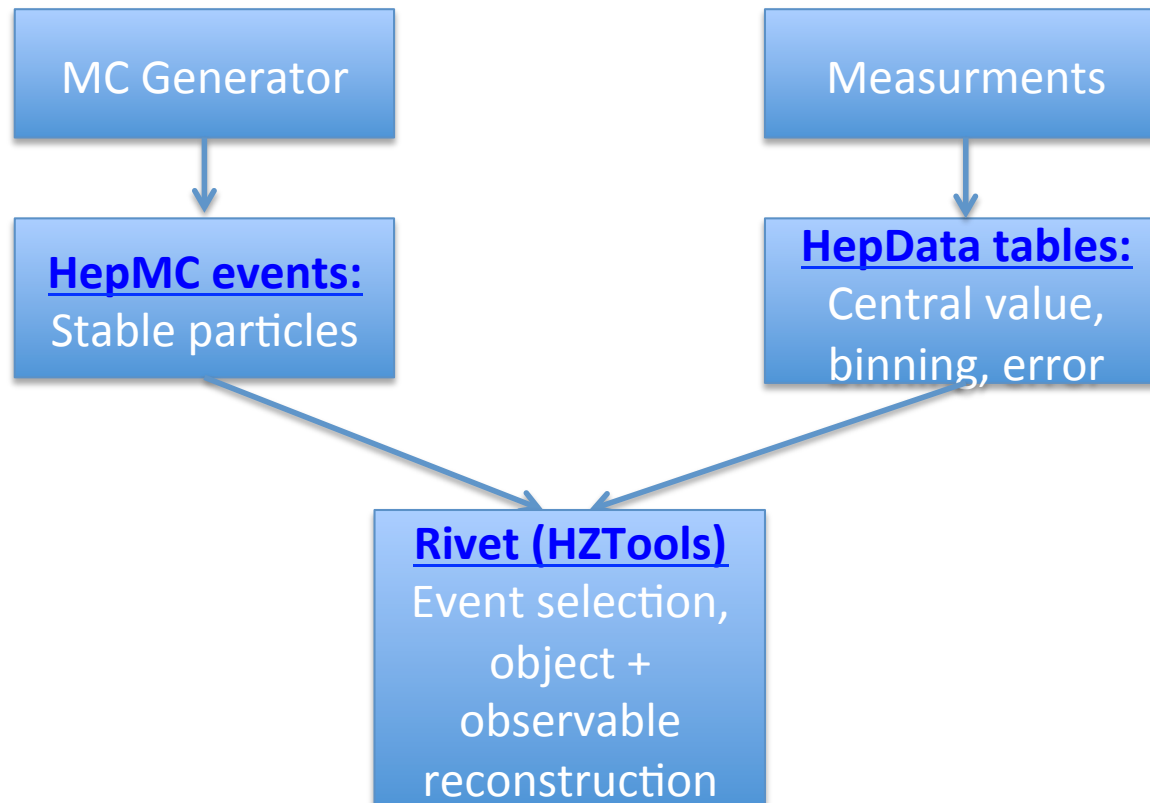 MC Generator
Measurments
HepMC events:
Stable particles
HepData tables:
Central value,
binning, error
Rivet (HZTools)
Event selection,
object +
observable
reconstruction